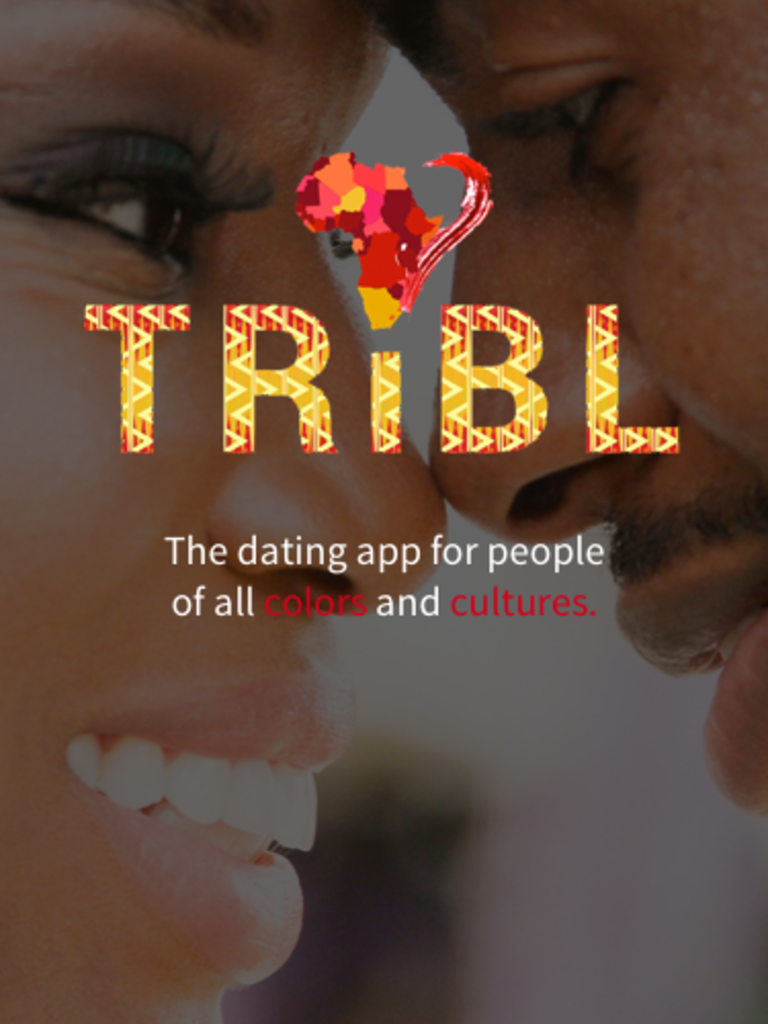 TRiBL
The dating app for people
of all colors and cultures.